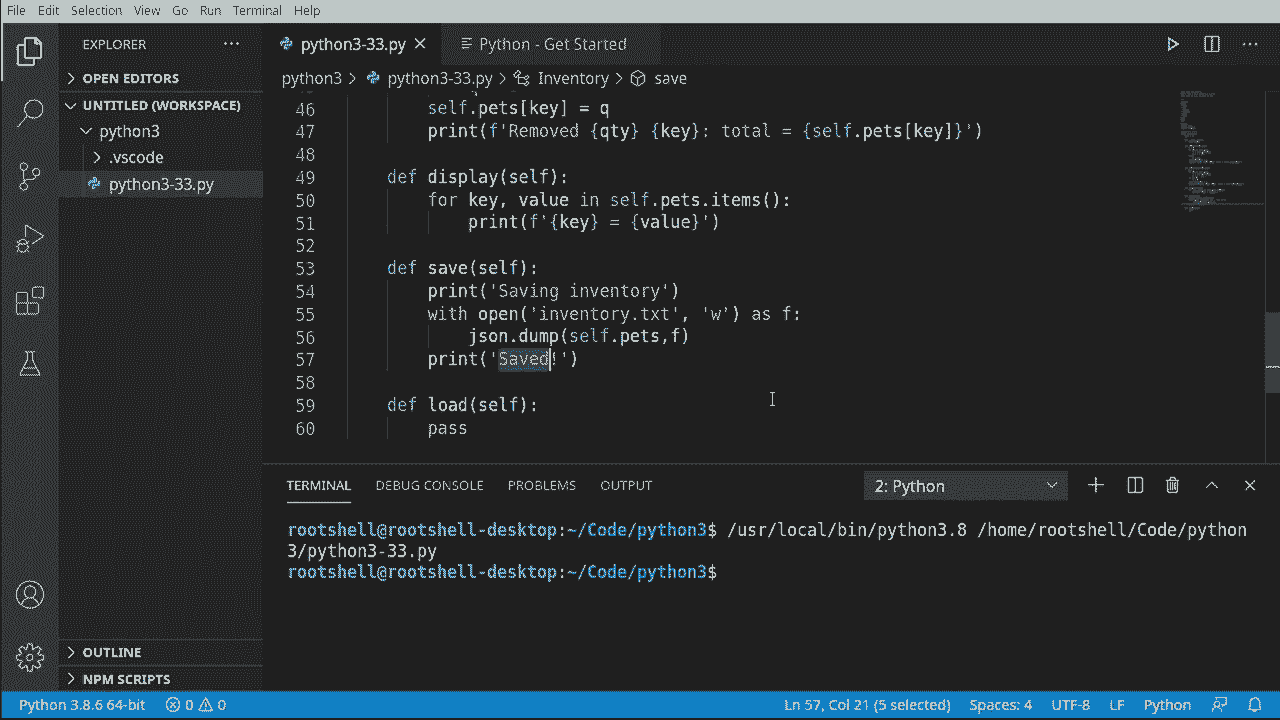 File Edit Selection View Go Run Terminal Help
EXPLORER ...
OPEN EDITORS
UNTITLED (WORKSPACE)
python3
.vscode
python3-33.py
OUTLINE
NPM SCRIPTS
python3-33.py Python - Get Started
python3 > python3-33.py > Inventory > save
46 self.pets[key] = q
47 print(f'Removed {qty} {key}: total = {self.pets[key]}')
48
49 def display(self):
50 for key, value in self.pets.items():
51 print(f'{key} = {value}')
52
53 def save(self):
54 print('Saving inventory')
55 with open('inventory.txt', 'w') as f:
56 json.dump(self.pets,f)
57 print('Saved!')
58
59 def load(self):
60 pass
TERMINAL DEBUG CONSOLE PROBLEMS OUTPUT 2: Python
rootshell@rootshell-desktop:~/Code/python3$ /usr/local/bin/python3.8 /home/rootshell/Code/python
3/python3-33.py
rootshell@rootshell-desktop:~/Code/python3$
Python 3.8.6 64-bit 0 0 Ln 57, Col 21 (5 selected) Spaces: 4 UTF-8 LF Python